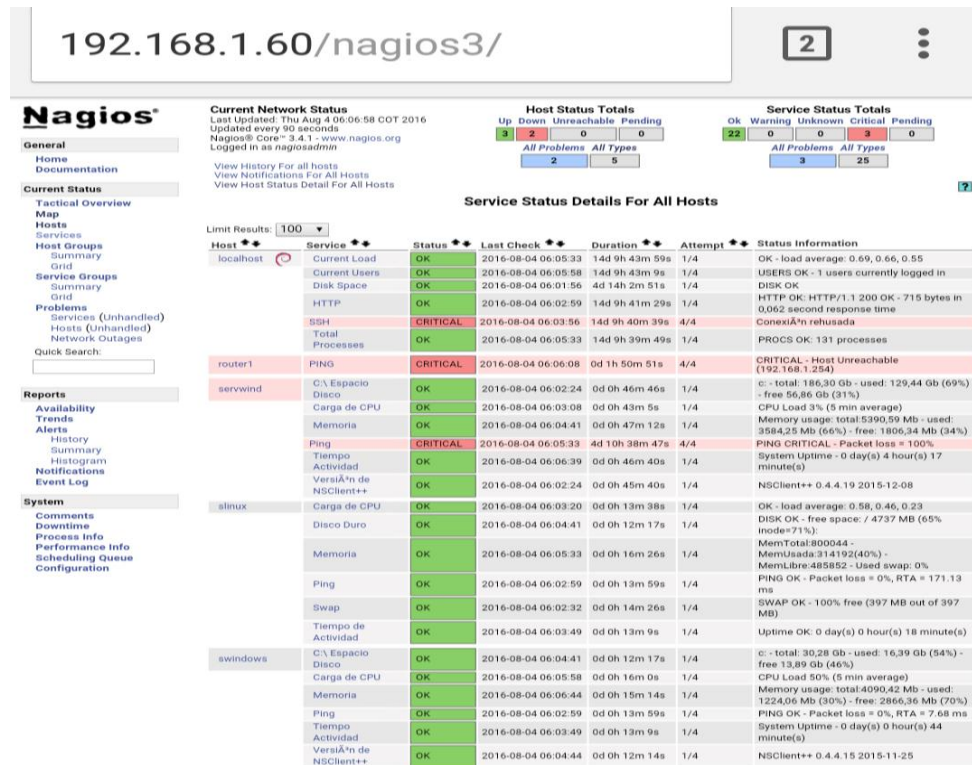 192.168.1.60/nagios3/
2
Nagios®
General
Home
Documentation
Current Status
Tactical Overview
Map
Hosts
Services
Host Groups
Summary
Grid
Service Groups
Summary
Grid
Problems
Services (Unhandled)
Hosts (Unhandled)
Network Outages
Quick Search:
Reports
Availability
Trends
Alerts
History
Summary
Histogram
Notifications
Event Log
System
Comments
Downtime
Process Info
Performance Info
Scheduling Queue
Configuration
Current Network Status
Last Updated: Thu Aug 4 06:06:58 COT 2016
Updated every 90 seconds
Nagios® Core™ 3.4.1 - www.nagios.org
Logged in as nagiosadmin
View History For all hosts
View Notifications For All Hosts
View Host Status Detail For All Hosts
Host Status Totals
Up Down Unreachable Pending
3 2 0 0
All Problems All Types
2 5
Service Status Totals
Ok Warning Unknown Critical Pending
22 0 0 3 0
All Problems All Types
3 25
?
Service Status Details For All Hosts
Limit Results: 100
Host Service Status Last Check Duration Attempt Status Information
localhost Current Load OK 2016-08-04 06:05:33 14d 9h 43m 59s 1/4 OK - load average: 0.69, 0.66, 0.55
Current Users OK 2016-08-04 06:05:58 14d 9h 43m 9s 1/4 USERS OK - 1 users currently logged in
Disk Space OK 2016-08-04 06:01:56 4d 14h 2m 51s 1/4 DISK OK
HTTP OK 2016-08-04 06:02:59 14d 9h 41m 29s 1/4 HTTP OK: HTTP/1.1 200 OK - 715 bytes in
0,062 second response time
SSH CRITICAL 2016-08-04 06:03:56 14d 9h 40m 39s 4/4 ConexiÃ³n rehusada
Total
Processes OK 2016-08-04 06:05:33 14d 9h 39m 49s 1/4 PROCS OK: 131 processes
router1 PING CRITICAL 2016-08-04 06:06:08 0d 1h 50m 51s 4/4 CRITICAL - Host Unreachable
(192.168.1.254)
servwind C:\ Espacio
Disco OK 2016-08-04 06:02:24 0d 0h 46m 46s 1/4 c: - total: 186,30 Gb - used: 129,44 Gb (69%)
- free 56,86 Gb (31%)
Carga de CPU OK 2016-08-04 06:03:08 0d 0h 43m 5s 1/4 CPU Load 3% (5 min average)
Memoria OK 2016-08-04 06:04:41 0d 0h 47m 12s 1/4 Memory usage: total:5390,59 Mb - used:
3584,25 Mb (66%) - free: 1806,34 Mb (34%)
Ping CRITICAL 2016-08-04 06:05:33 4d 10h 38m 47s 4/4 PING CRITICAL - Packet loss = 100%
Tiempo
Actividad OK 2016-08-04 06:06:39 0d 0h 46m 40s 1/4 System Uptime - 0 day(s) 4 hour(s) 17
minute(s)
VersiÃ³n de
NSClient++ OK 2016-08-04 06:02:24 0d 0h 45m 40s 1/4 NSClient++ 0.4.4.19 2015-12-08
slinux Carga de CPU OK 2016-08-04 06:03:20 0d 0h 13m 38s 1/4 OK - load average: 0.58, 0.46, 0.23
Disco Duro OK 2016-08-04 06:04:41 0d 0h 12m 17s 1/4 DISK OK - free space: / 4737 MB (65%
inode=71%):
Memoria OK 2016-08-04 06:05:33 0d 0h 16m 26s 1/4 MemTotal:800044 -
MemUsada:314192(40%) -
MemLibre:485852 - Used swap: 0%
Ping OK 2016-08-04 06:02:59 0d 0h 13m 59s 1/4 PING OK - Packet loss = 0%, RTA = 171.13
ms
Swap OK 2016-08-04 06:02:32 0d 0h 14m 26s 1/4 SWAP OK - 100% free (397 MB out of 397
MB)
Tiempo de
Actividad OK 2016-08-04 06:03:49 0d 0h 13m 9s 1/4 Uptime OK: 0 day(s) 0 hour(s) 18 minute(s)
swindows C:\ Espacio
Disco OK 2016-08-04 06:04:41 0d 0h 12m 17s 1/4 c: - total: 30,28 Gb - used: 16,39 Gb (54%) -
free 13,89 Gb (46%)
Carga de CPU OK 2016-08-04 06:05:58 0d 0h 16m 0s 1/4 CPU Load 50% (5 min average)
Memoria OK 2016-08-04 06:06:44 0d 0h 15m 14s 1/4 Memory usage: total:4090,42 Mb - used:
1224,06 Mb (30%) - free: 2866,36 Mb (70%)
Ping OK 2016-08-04 06:02:59 0d 0h 13m 59s 1/4 PING OK - Packet loss = 0%, RTA = 7.68 ms
Tiempo
Actividad OK 2016-08-04 06:03:49 0d 0h 13m 9s 1/4 System Uptime - 0 day(s) 0 hour(s) 44
minute(s)
VersiÃ³n de
NSClient++ OK 2016-08-04 06:04:44 0d 0h 12m 14s 1/4 NSClient++ 0.4.4.15 2015-11-25